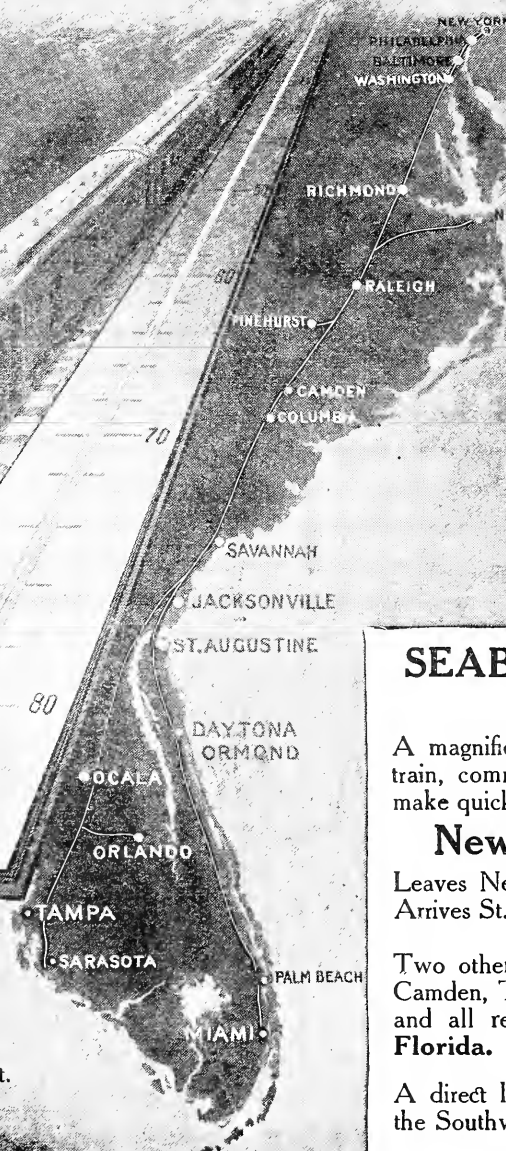 NEW YORK
PHILADELPHIA
BALTIMORE
WASHINGTON
RICHMOND
N
60
RALEIGH
PINEHURST
CAMDEN
COLUMBIA
70
SAVANNAH
JACKSONVILLE
ST. AUGUSTINE
80
DAYTONA
ORMOND
OCALA
ORLANDO
TAMPA
SARASOTA
PALM BEACH
MIAMI
t.
SEAB
A magnific
train, comm
make quick
New
Leaves Ne
Arrives St.
Two other
Camden, T
and all re
Florida.
A direct l
the Southw